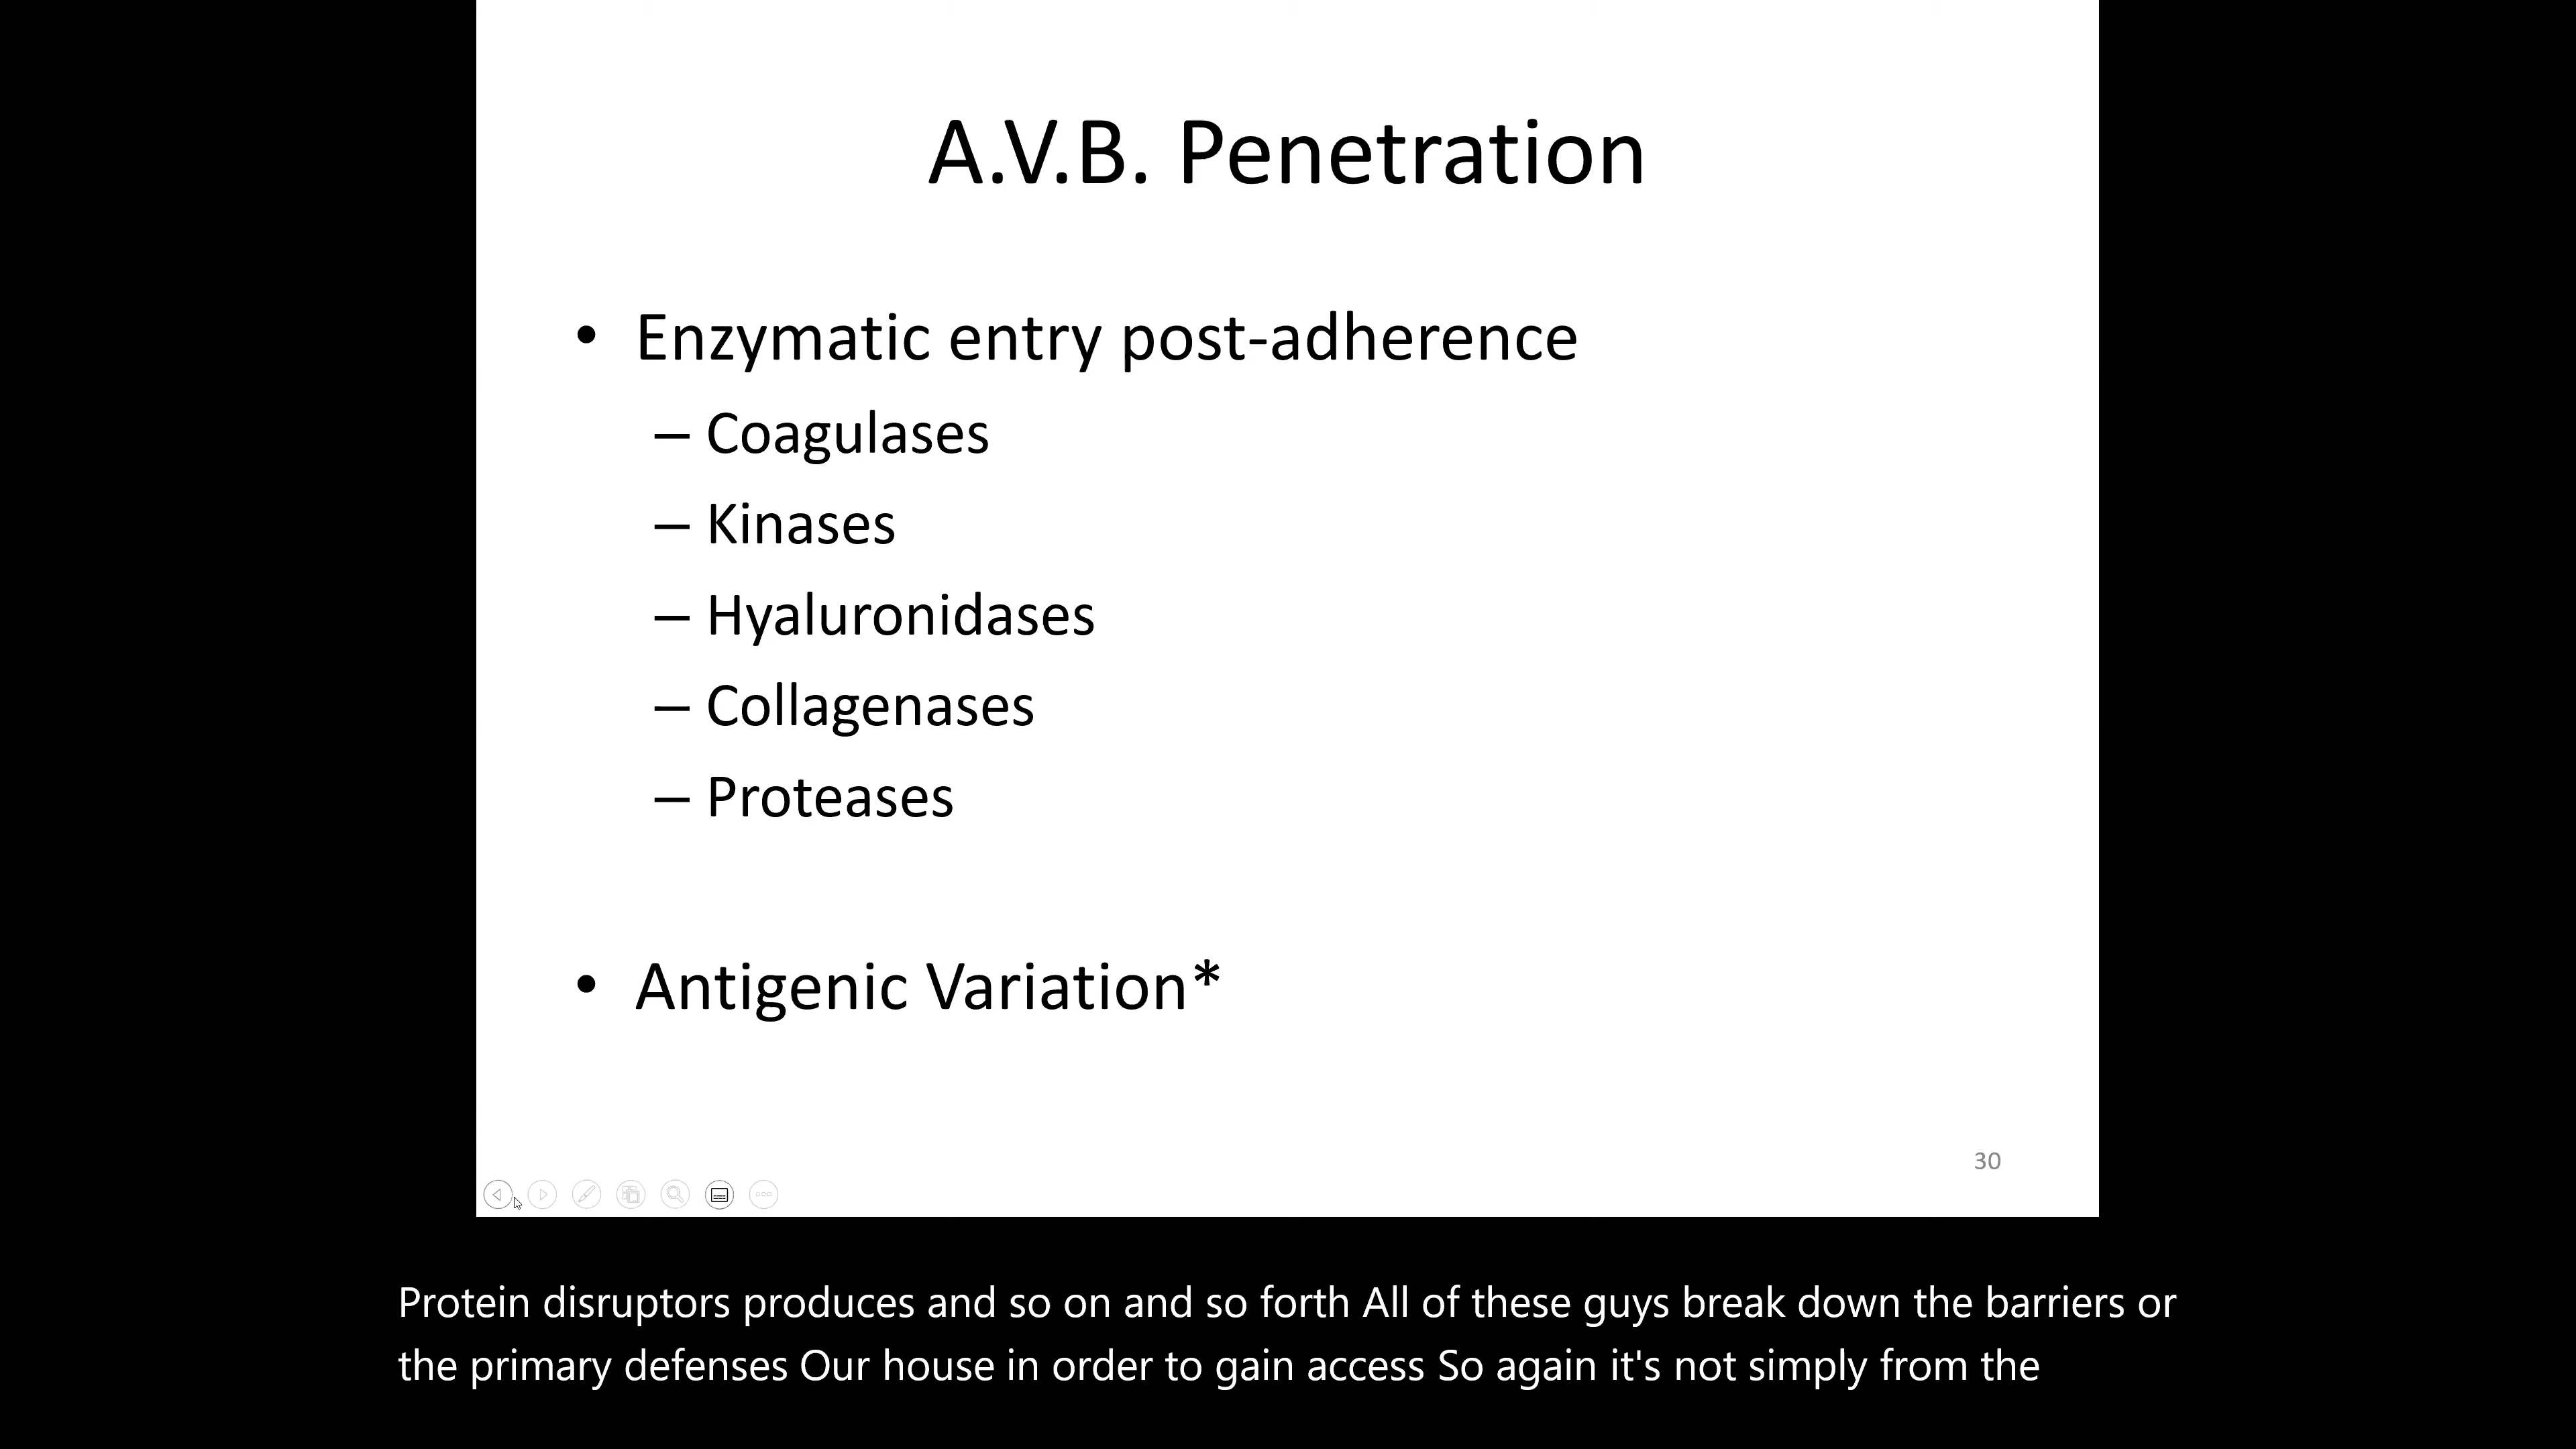 A.V.B. Penetration
• Enzymatic entry post-adherence
– Coagulases
– Kinases
– Hyaluronidases
– Collagenases
– Proteases
• Antigenic Variation*
30
Protein disruptors produces and so on and so forth All of these guys break down the barriers or
the primary defenses Our house in order to gain access So again it's not simply from the